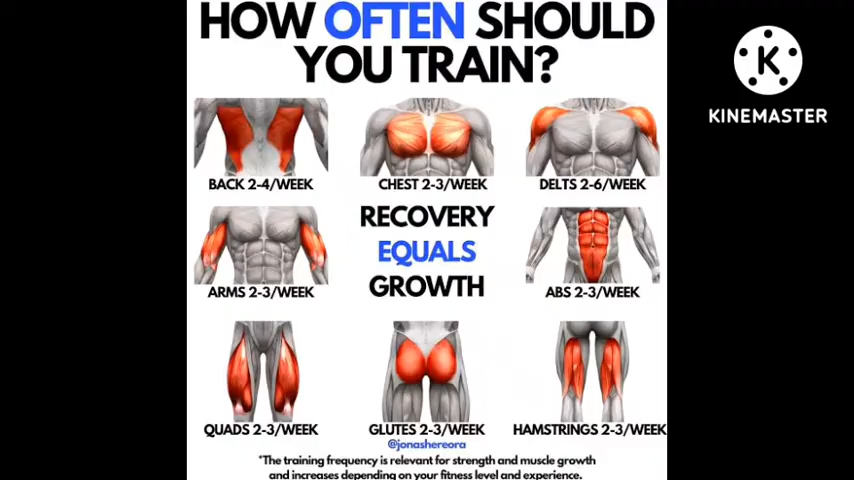 HOW OFTEN SHOULD
YOU TRAIN?
KINEMASTER
BACK 2-4/WEEK
CHEST 2-3/WEEK
DELTS 2-6/WEEK
RECOVERY
EQUALS
GROWTH
ARMS 2-3/WEEK
ABS 2-3/WEEK
QUADS 2-3/WEEK
GLUTES 2-3/WEEK
HAMSTRINGS 2-3/WEEK
@jonashereora
*The training frequency is relevant for strength and muscle growth
and increases depending on your fitness level and experience.